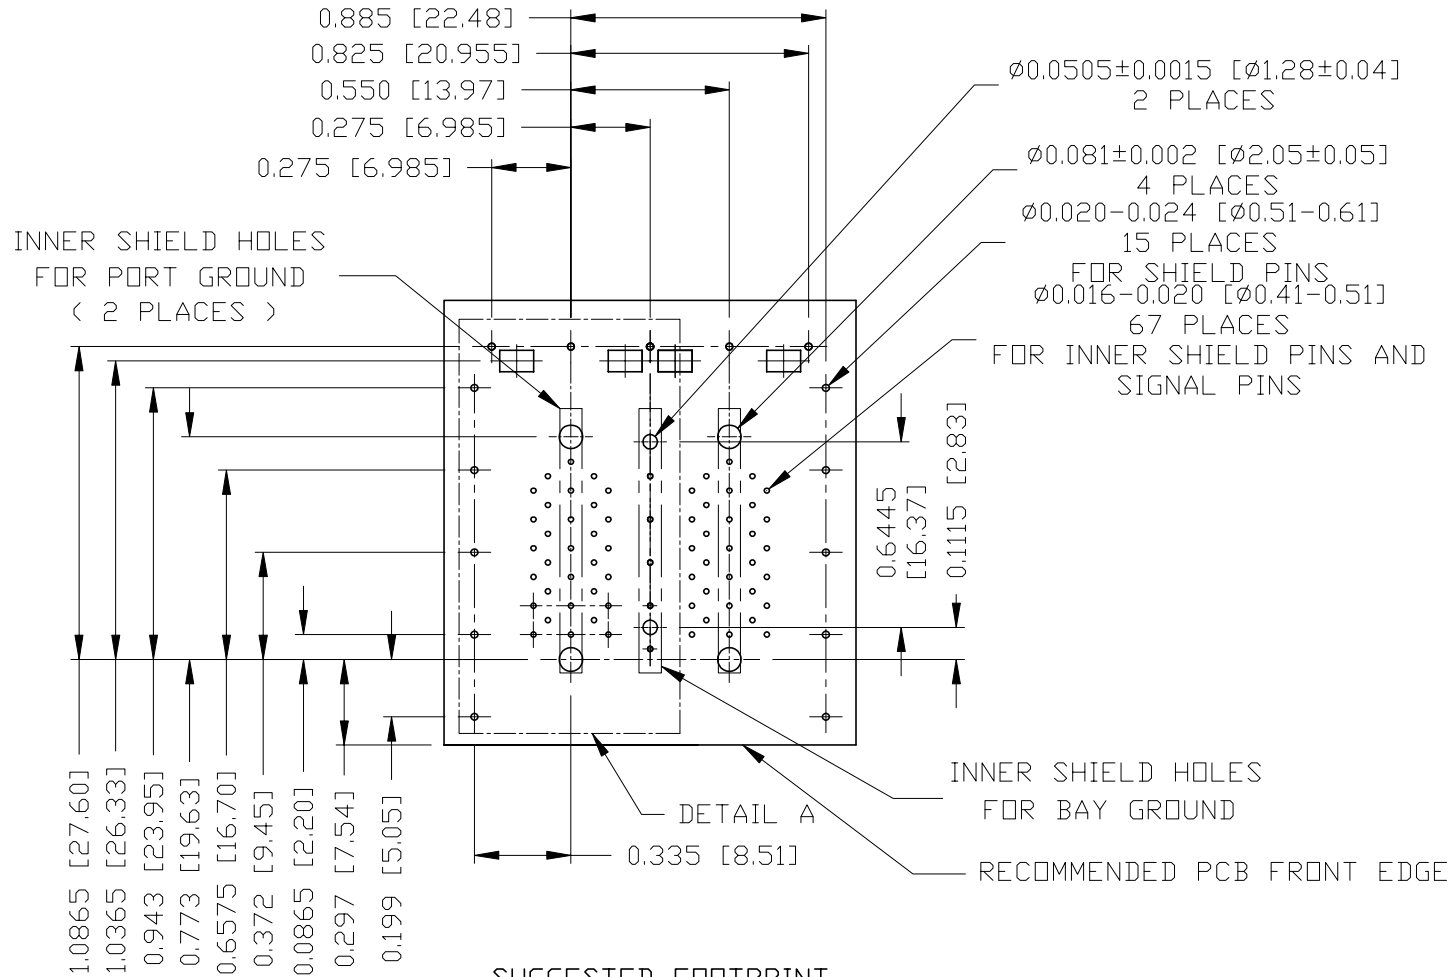 0.885 [22.48]
0.825 [20.955]
0.550 [13.97]
0.275 [6.985]
0.275 [6.985]
Ø0.0505±0.0015 [Ø1.28±0.04]
2 PLACES
Ø0.081±0.002 [Ø2.05±0.05]
4 PLACES
Ø0.020-0.024 [Ø0.51-0.61]
15 PLACES
FOR SHIELD PINS
Ø0.016-0.020 [Ø0.41-0.51]
67 PLACES
FOR INNER SHIELD PINS AND
SIGNAL PINS
INNER SHIELD HOLES
FOR PORT GROUND
( 2 PLACES )
0.6445
[16.37]
0.1115 [2.83]
1.0865 [27.60]
1.0365 [26.33]
0.943 [23.95]
0.773 [19.63]
0.6575 [16.70]
0.372 [9.45]
0.0865 [2.20]
0.297 [7.54]
0.199 [5.05]
DETAIL A
0.335 [8.51]
INNER SHIELD HOLES
FOR BAY GROUND
RECOMMENDED PCB FRONT EDGE
SUGGESTED FOOTPRINT